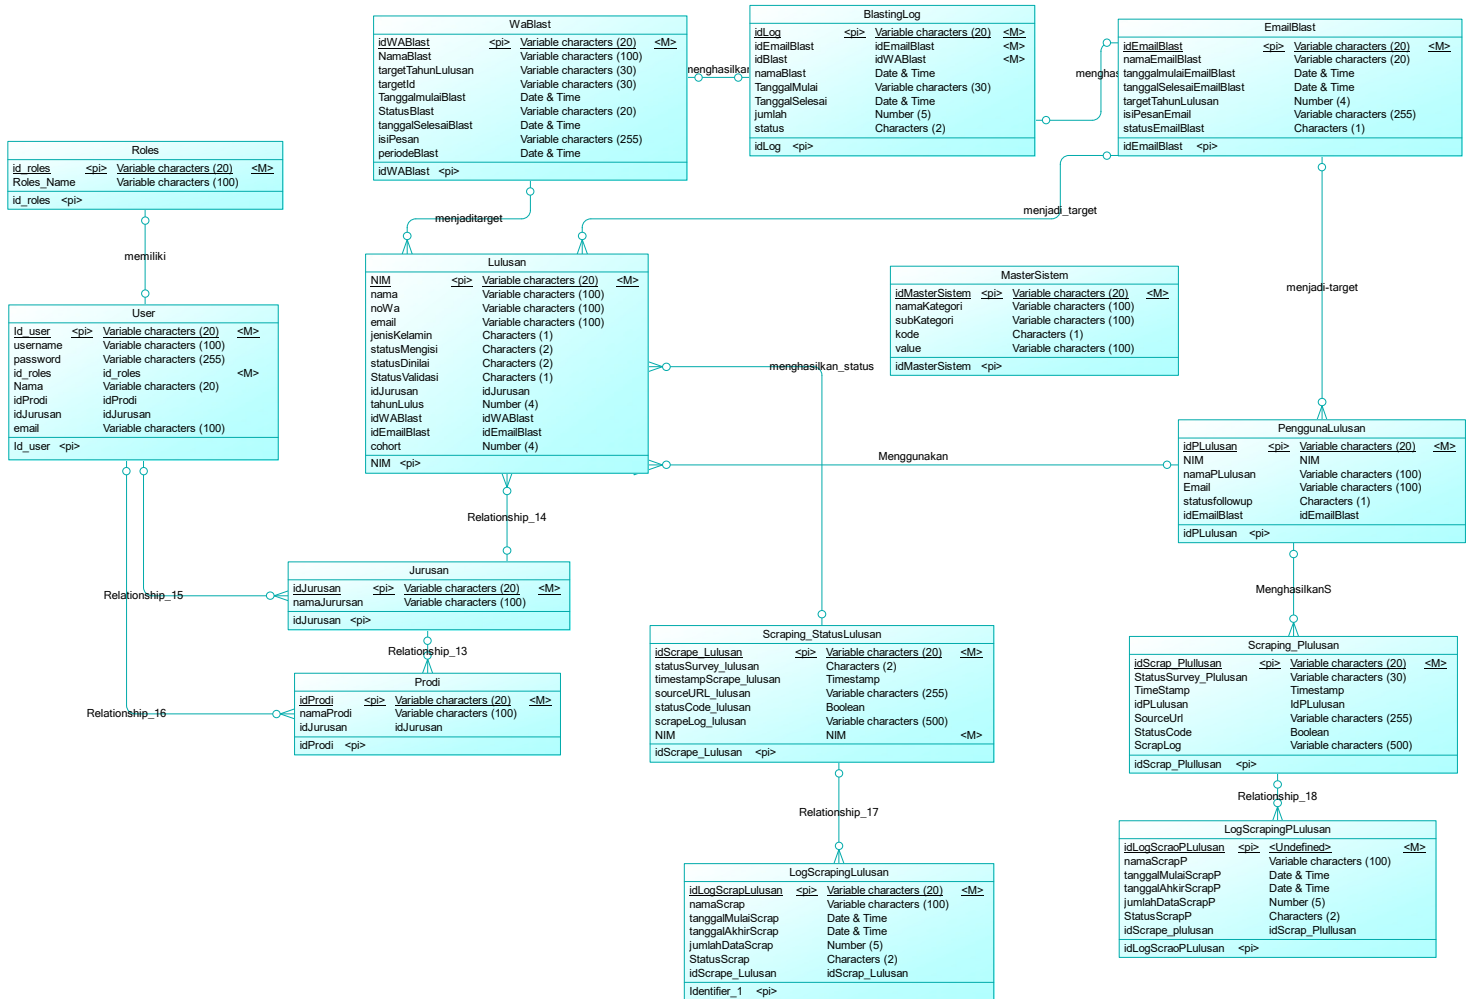 WaBlast
idWABlast <pi> Variable characters (20) <M>
NamaBlast Variable characters (100)
targetTahunLulusan Variable characters (30)
targetId Variable characters (30)
TanggalmulaiBlast Date & Time
StatusBlast Variable characters (20)
tanggalSelesaiBlast Date & Time
isiPesan Variable characters (255)
periodeBlast Date & Time
idWABlast <pi>
menghasilkan
BlastingLog
idLog <pi> Variable characters (20) <M>
idEmailBlast idEmailBlast <M>
idBlast idWABlast <M>
namaBlast Date & Time
TanggalMulai Variable characters (30)
TanggalSelesai Date & Time
jumlah Number (5)
status Characters (2)
idLog <pi>
menghas
EmailBlast
idEmailBlast <pi> Variable characters (20) <M>
namaEmailBlast Variable characters (20)
tanggalmulaiEmailBlast Date & Time
tanggalSelesaiEmailBlast Date & Time
targetTahunLulusan Number (4)
isiPesanEmail Variable characters (255)
statusEmailBlast Characters (1)
idEmailBlast <pi>
Roles
id_roles <pi> Variable characters (20) <M>
Roles_Name Variable characters (100)
id_roles <pi>
memiliki
menjaditarget
menjadi_target
menjadi-target
User
Id_user <pi> Variable characters (20) <M>
username Variable characters (100)
password Variable characters (255)
id_roles id_roles <M>
Nama Variable characters (20)
idProdi idProdi
idJurusan idJurusan
email Variable characters (100)
Id_user <pi>
Lulusan
NIM <pi> Variable characters (20) <M>
nama Variable characters (100)
noWa Variable characters (100)
email Variable characters (100)
jenisKelamin Characters (1)
statusMengisi Characters (2)
statusDinilai Characters (2)
StatusValidasi Characters (1)
idJurusan idJurusan
tahunLulus Number (4)
idWABlast idWABlast
idEmailBlast idEmailBlast
cohort Number (4)
NIM <pi>
MasterSistem
idMasterSistem <pi> Variable characters (20) <M>
namaKategori Variable characters (100)
subKategori Variable characters (100)
kode Characters (1)
value Variable characters (100)
idMasterSistem <pi>
menghasilkan_status
Menggunakan
PenggunaLulusan
idPLulusan <pi> Variable characters (20) <M>
NIM NIM
namaPLulusan Variable characters (100)
Email Variable characters (100)
statusfollowup Characters (1)
idEmailBlast idEmailBlast
idPLulusan <pi>
Relationship_14
Relationship_15
Jurusan
idJurusan <pi> Variable characters (20) <M>
namaJurursan Variable characters (100)
idJurusan <pi>
Relationship_13
Relationship_16
Prodi
idProdi <pi> Variable characters (20) <M>
namaProdi Variable characters (100)
idJurusan idJurusan
idProdi <pi>
MenghasilkanS
Scraping_StatusLulusan
idScrape_Lulusan <pi> Variable characters (20) <M>
statusSurvey_lulusan Characters (2)
timestampScrape_lulusan Timestamp
sourceURL_lulusan Variable characters (255)
statusCode_lulusan Boolean
scrapeLog_lulusan Variable characters (500)
NIM NIM <M>
idScrape_Lulusan <pi>
Scraping_Plulusan
idScrap_Plullusan <pi> Variable characters (20) <M>
StatusSurvey_Plulusan Variable characters (30)
TimeStamp Timestamp
idPLulusan IdPLulusan
SourceUrl Variable characters (255)
StatusCode Boolean
ScrapLog Variable characters (500)
idScrap_Plullusan <pi>
Relationship_17
Relationship_18
LogScrapingLulusan
idLogScrapLulusan <pi> Variable characters (20) <M>
namaScrap Variable characters (100)
tanggalMulaiScrap Date & Time
tanggalAkhirScrap Date & Time
jumlahDataScrap Number (5)
StatusScrap Characters (2)
idScrape_Lulusan idScrap_Lulusan
Identifier_1 <pi>
LogScrapingPLulusan
idLogScraoPLulusan <pi> <Undefined> <M>
namaScrapP Variable characters (100)
tanggalMulaiScrapP Date & Time
tanggalAhkirScrapP Date & Time
jumlahDataScrapP Number (5)
StatusScrapP Characters (2)
idScrape_plulusan idScrap_Plullusan
idLogScraoPLulusan <pi>